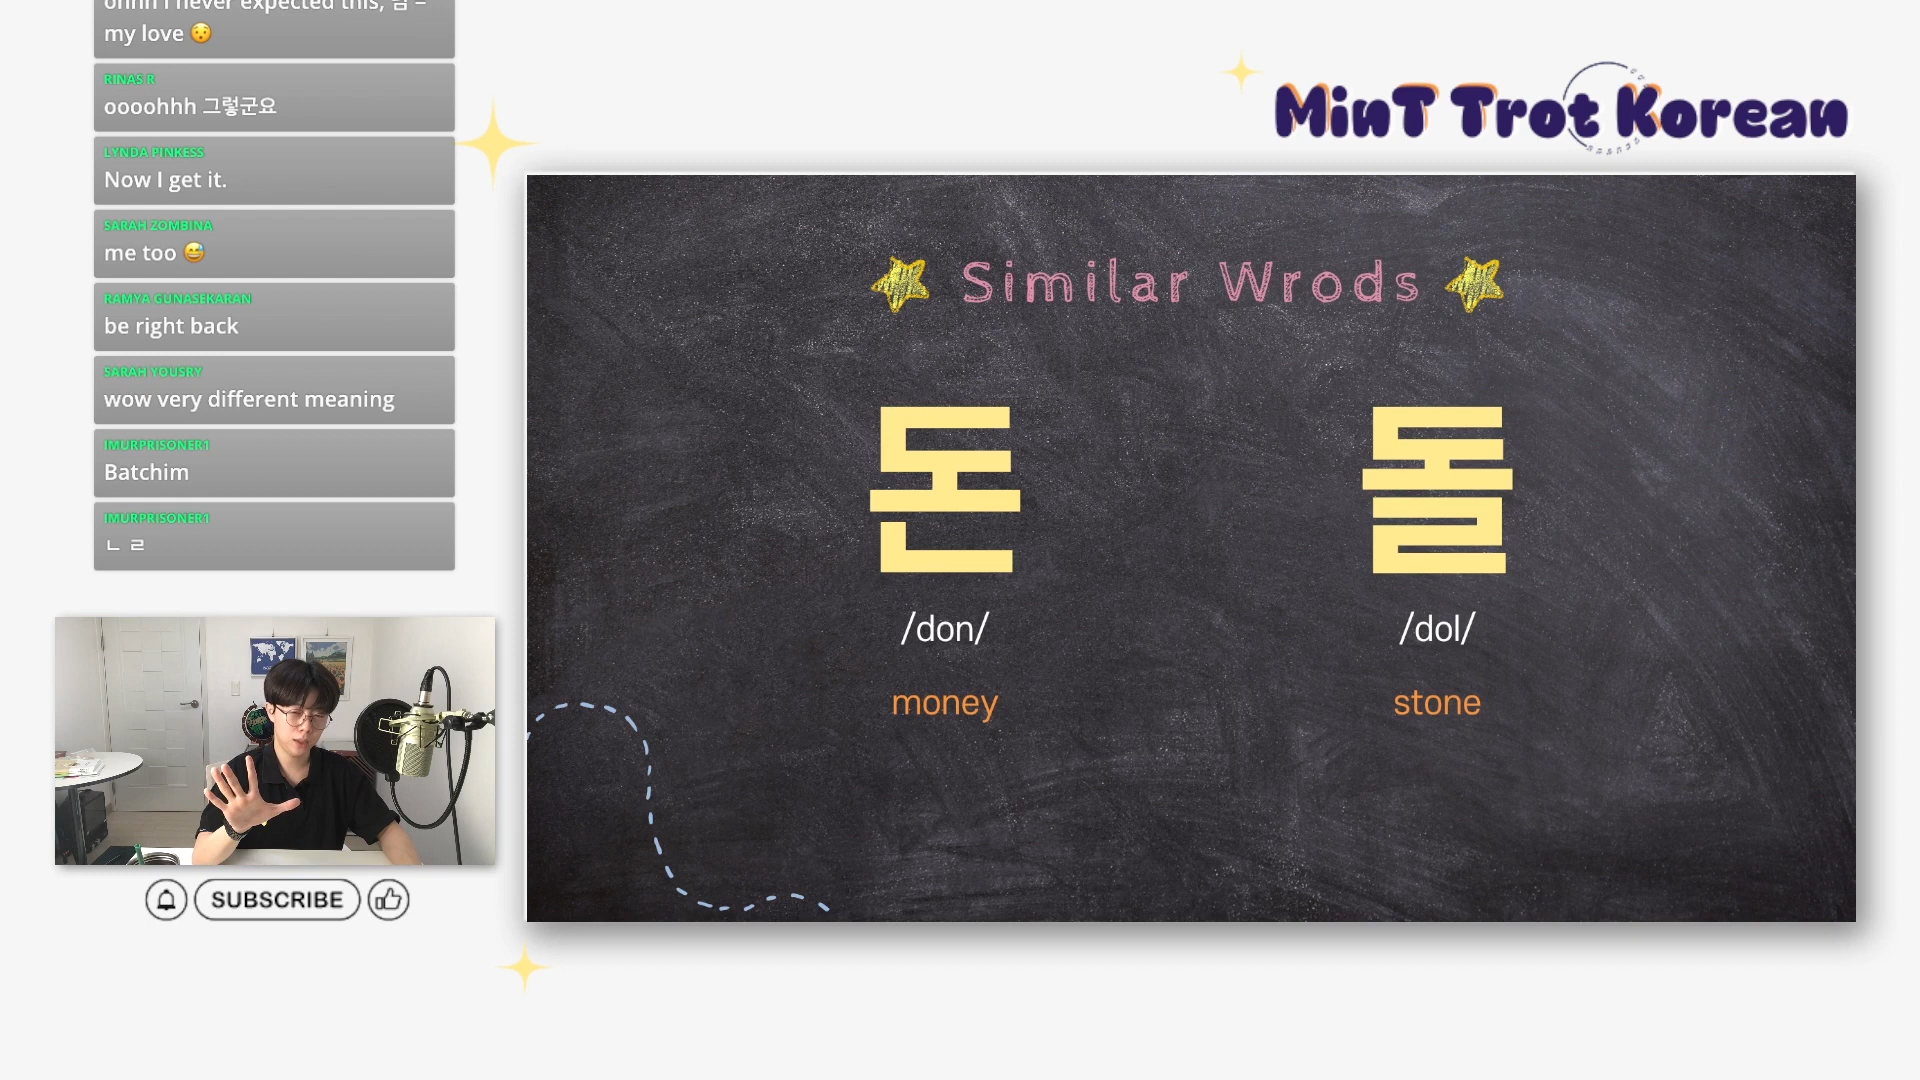 my love 😯
RINAS R
oooohhh 그렇군요
LYNDA PINKESS
Now I get it.
SARAH ZOMBINA
me too 😅
RAMYA GUNASEKARAN
be right back
SARAH YOUSRY
wow very different meaning
IMURPRISONER1
Batchim
IMURPRISONER1
ㄴ ㄹ
SUBSCRIBE
MinT Trot Korean
Similar Wrods
돈 돌
/don/ /dol/
money stone